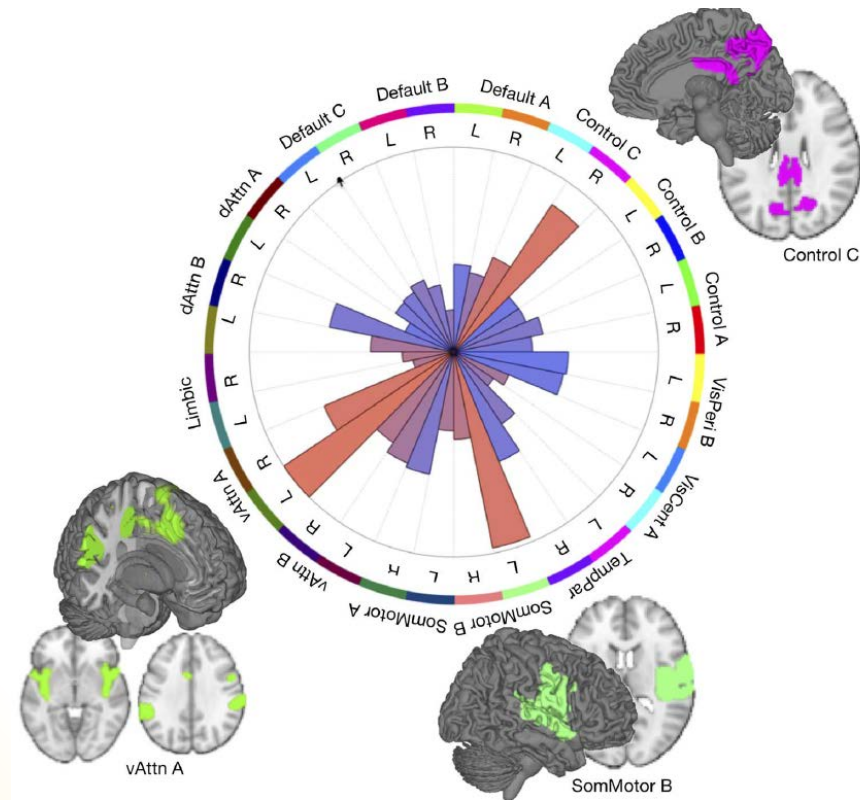 Default A
L R
Control C
L R
Control B
L R
Control A
L R
VisPeri B
L R
VisCent A
L R
TempPar
L R
SomMotor B
L R
SomMotor A
L R
vAttn B
L R
vAttn A
L R
Limbic
L R
dAttn B
L R
dAttn A
L R
Default C
L R
Default B
L R
Control C
vAttn A
SomMotor B